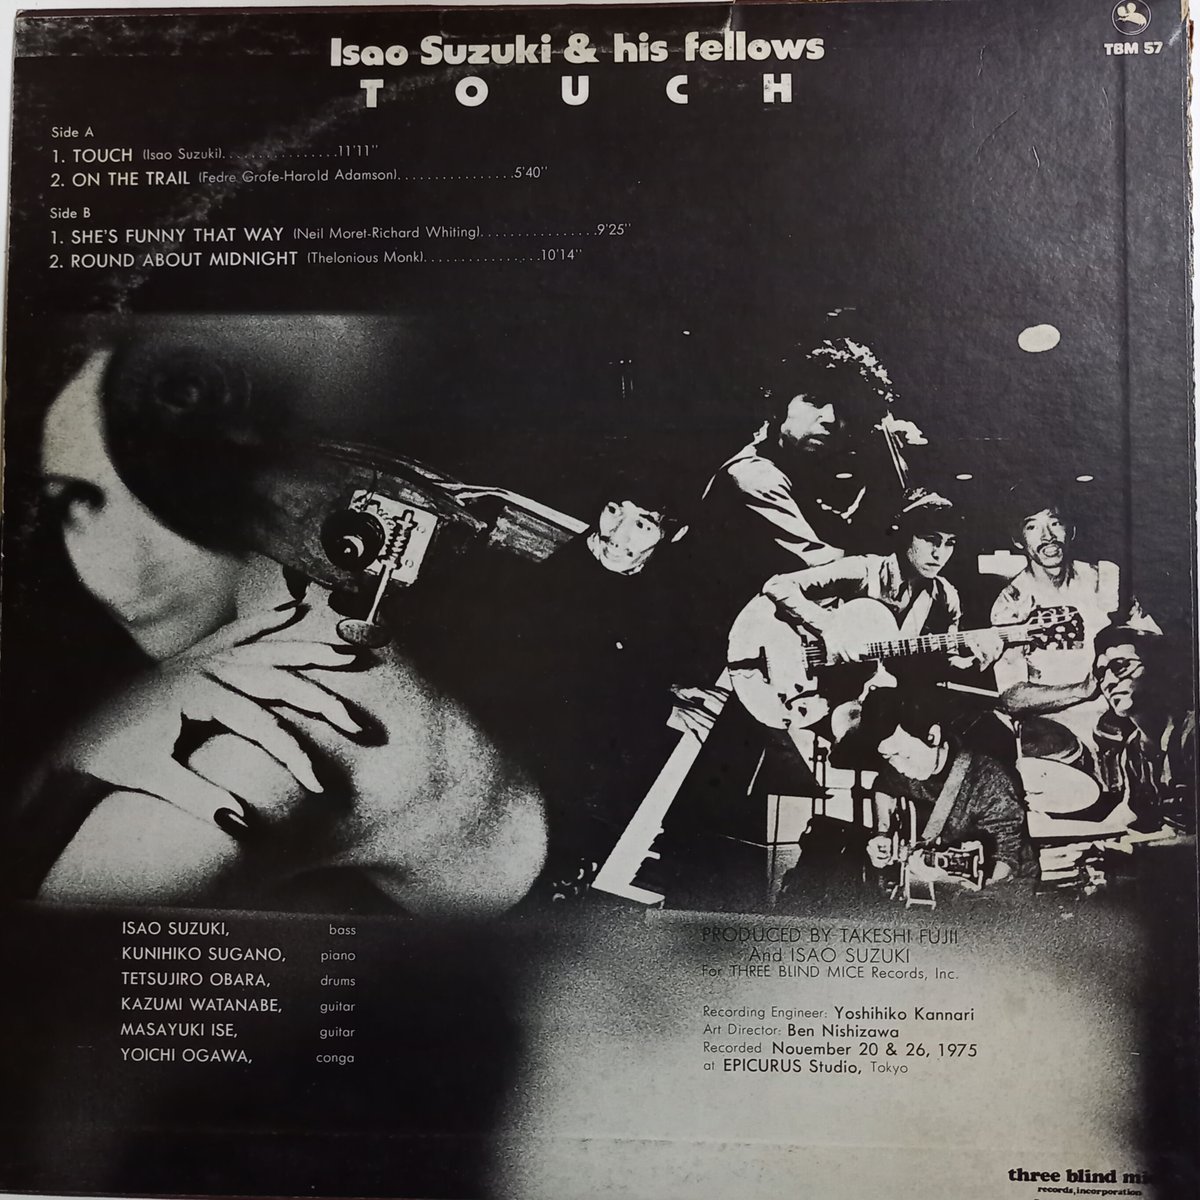 Isao Suzuki & his fellows
TOUCH
TBM 57
Side A
1. TOUCH (Isao Suzuki)................11'11"
2. ON THE TRAIL (Fedre Grofe-Harold Adamson)................5'40"
Side B
1. SHE'S FUNNY THAT WAY (Neil Moret-Richard Whiting)................9'25"
2. ROUND ABOUT MIDNIGHT (Thelonious Monk)................10'14"
ISAO SUZUKI, bass
KUNIHIKO SUGANO, piano
TETSUJIRO OBARA, drums
KAZUMI WATANABE, guitar
MASAYUKI ISE, guitar
YOICHI OGAWA, conga
PRODUCED BY TAKESHI FUJII
And ISAO SUZUKI
For THREE BLIND MICE Records, Inc.
Recording Engineer: Yoshihiko Kannari
Art Director: Ben Nishizawa
Recorded Nouember 20 & 26, 1975
at EPICURUS Studio, Tokyo
three blind mi
records, incorporation